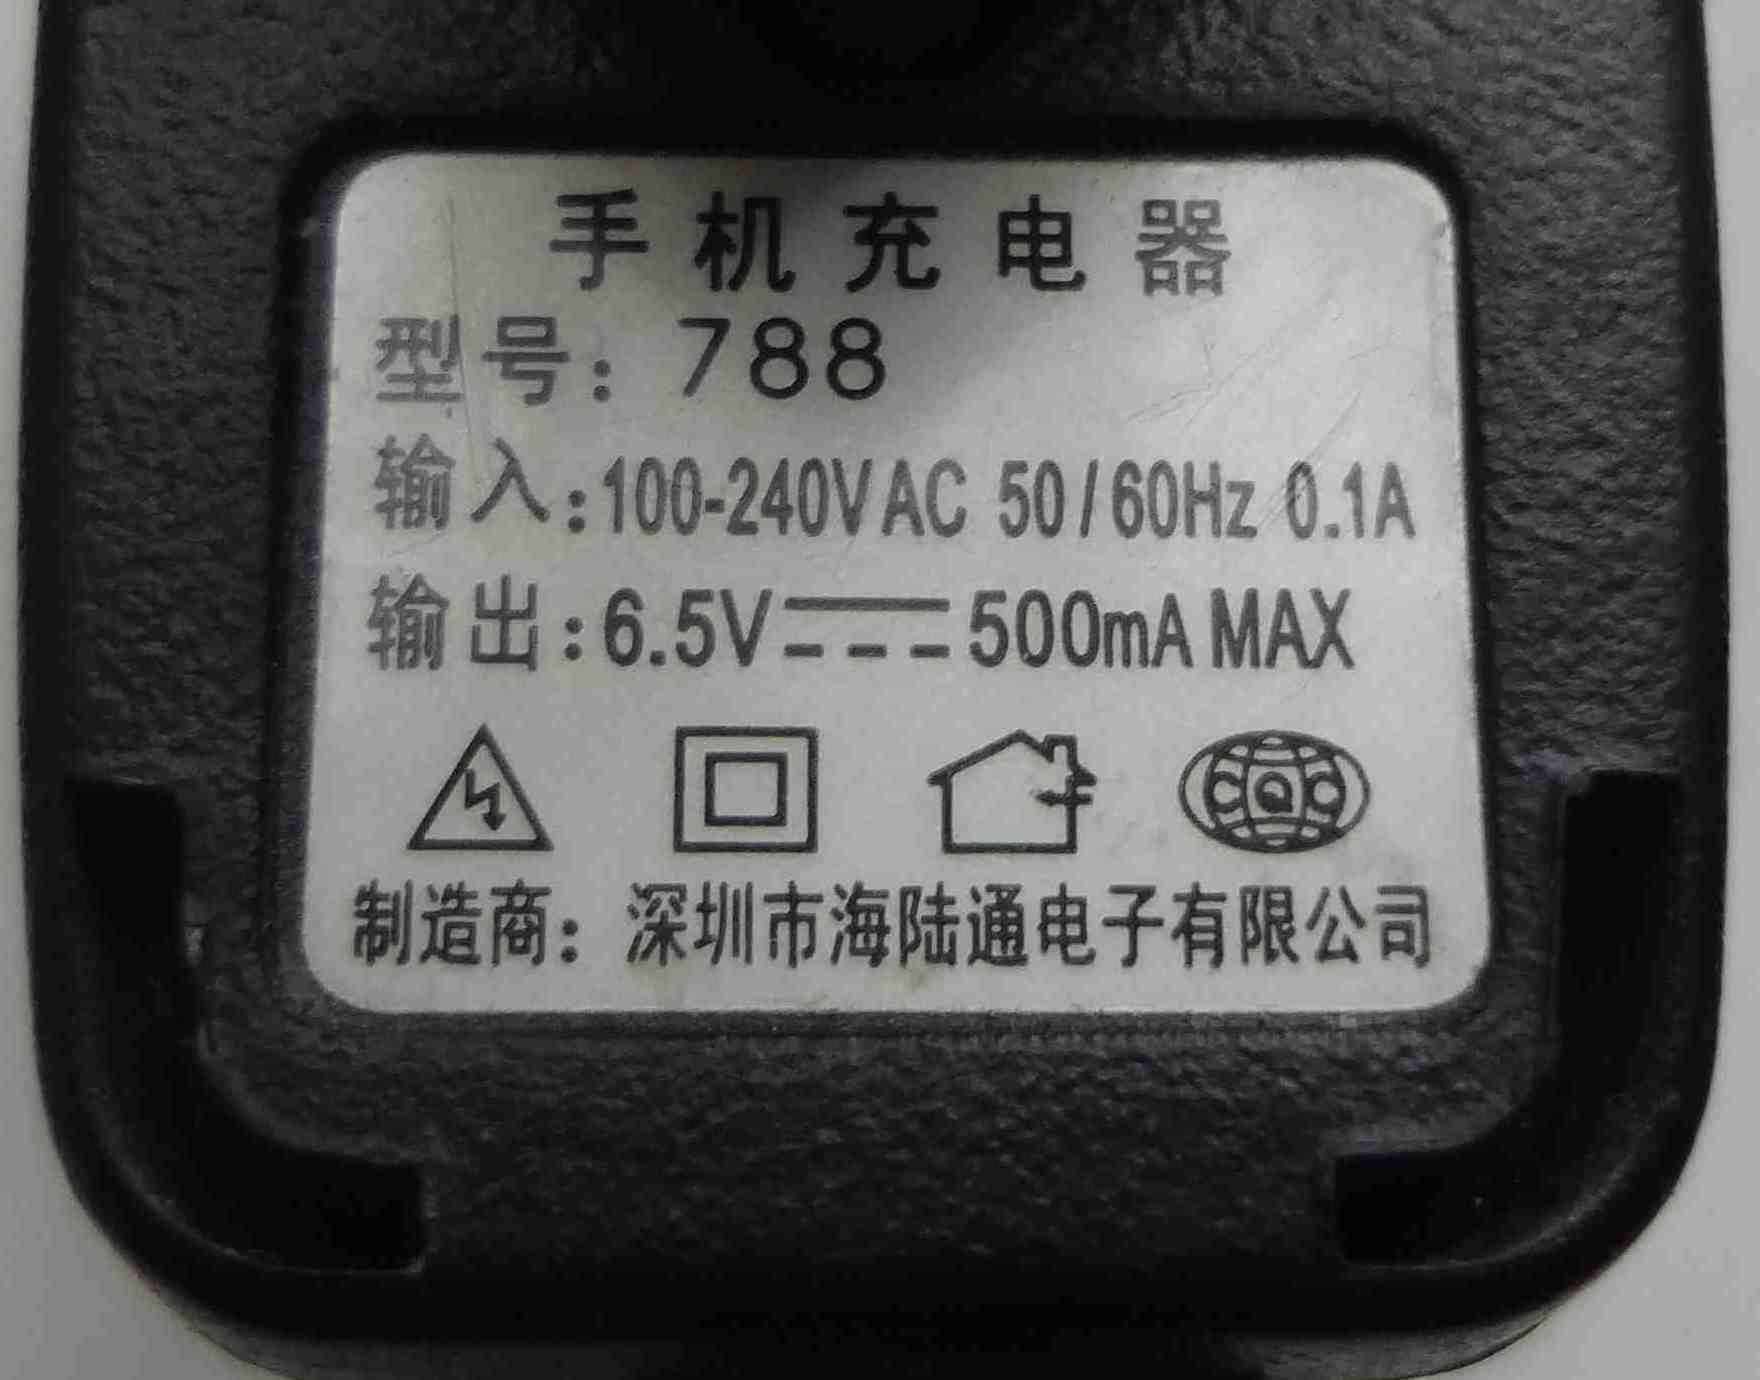 手机充电器
型号：788
输入：100-240VAC 50/60Hz 0.1A
输出：6.5V⎓500mA MAX
制造商：深圳市海陆通电子有限公司